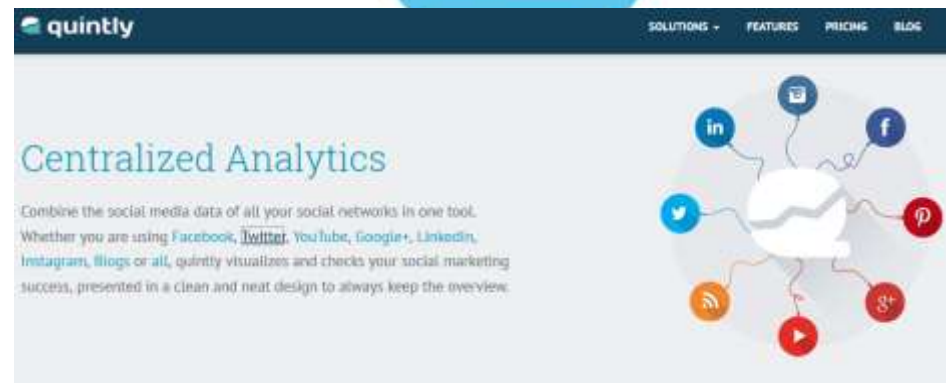 quintly
SOLUTIONS FEATURES PRICING BLOG
Centralized Analytics
Combine the social media data of all your social networks in one tool.
Whether you are using Facebook, Twitter, YouTube, Google+, LinkedIn,
Instagram, Blogs or all, quintly visualizes and checks your social marketing
success, presented in a clean and neat design to always keep the overview.
in
f
g+